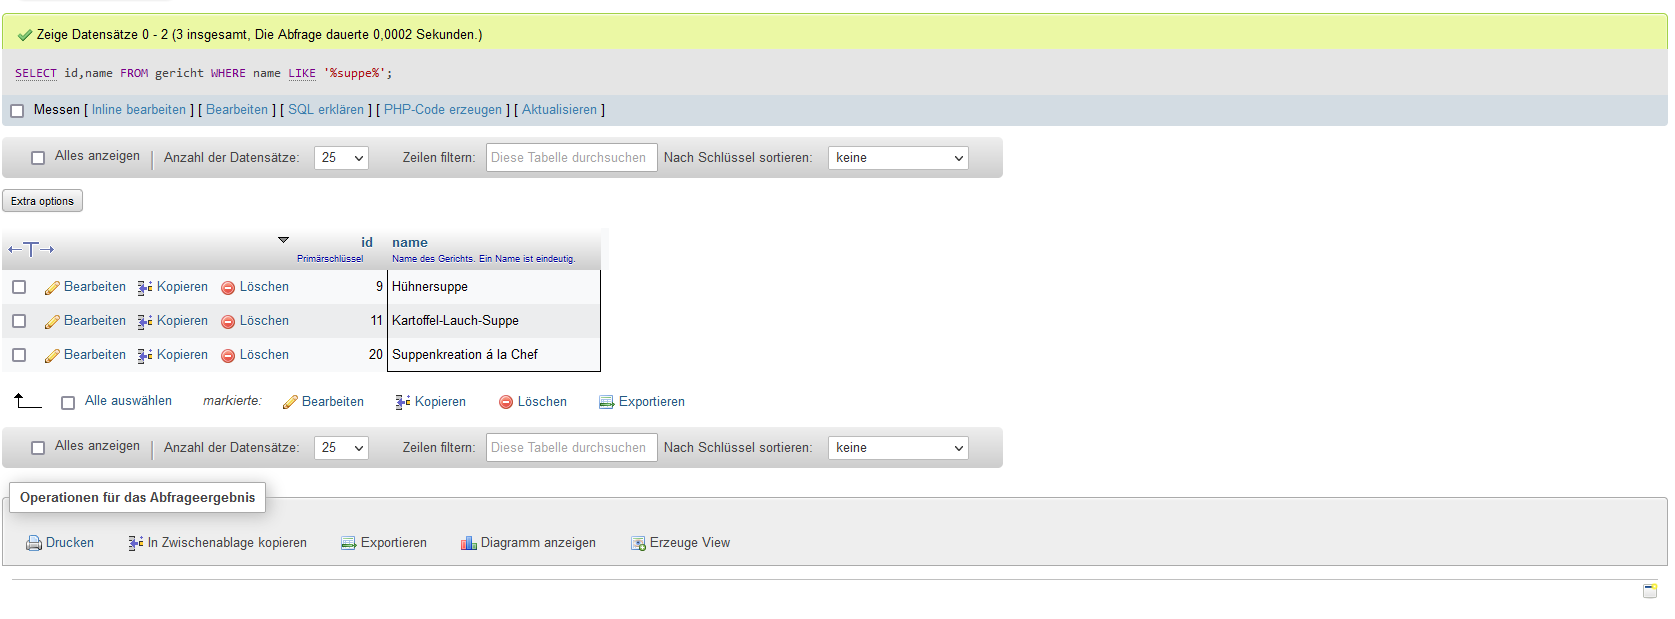 Zeige Datensätze 0 - 2 (3 insgesamt, Die Abfrage dauerte 0,0002 Sekunden.)
SELECT id,name FROM gericht WHERE name LIKE '%suppe%';
Messen [ Inline bearbeiten ] [ Bearbeiten ] [ SQL erklären ] [ PHP-Code erzeugen ] [ Aktualisieren ]
Alles anzeigen Anzahl der Datensätze: 25 Zeilen filtern: Diese Tabelle durchsuchen Nach Schlüssel sortieren: keine
Extra options
←T→ id name
Primärschlüssel Name des Gerichts. Ein Name ist eindeutig.
Bearbeiten Kopieren Löschen 9 Hühnersuppe
Bearbeiten Kopieren Löschen 11 Kartoffel-Lauch-Suppe
Bearbeiten Kopieren Löschen 20 Suppenkreation á la Chef
Alle auswählen markierte: Bearbeiten Kopieren Löschen Exportieren
Alles anzeigen Anzahl der Datensätze: 25 Zeilen filtern: Diese Tabelle durchsuchen Nach Schlüssel sortieren: keine
Operationen für das Abfrageergebnis
Drucken In Zwischenablage kopieren Exportieren Diagramm anzeigen Erzeuge View